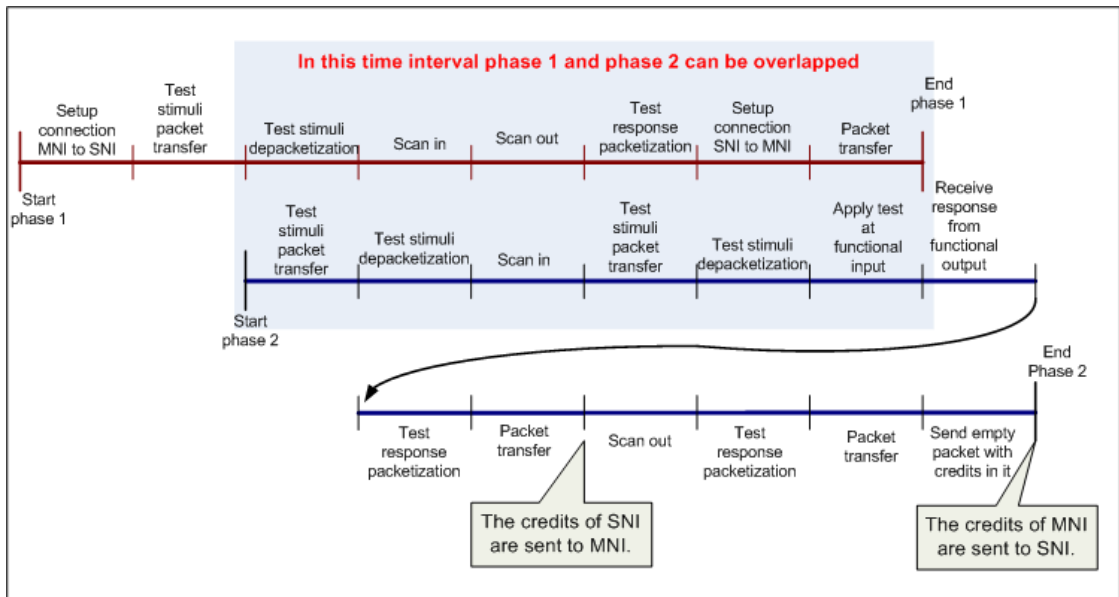 In this time interval phase 1 and phase 2 can be overlapped
Setup
connection
MNI to SNI
Test
stimuli
packet
transfer
Test stimuli
depacketization
Scan in
Scan out
Test
response
packetization
Setup
connection
SNI to MNI
Packet
transfer
End
phase 1
Start
phase 1
Test
stimuli
packet
transfer
Test stimuli
depacketization
Scan in
Test
stimuli
packet
transfer
Test stimuli
depacketization
Apply test
at
functional
input
Receive
response
from
functional
output
Start
phase 2
End
Phase 2
Test
response
packetization
Packet
transfer
Scan out
Test
response
packetization
Packet
transfer
Send empty
packet with
credits in it
The credits of SNI
are sent to MNI.
The credits of MNI
are sent to SNI.